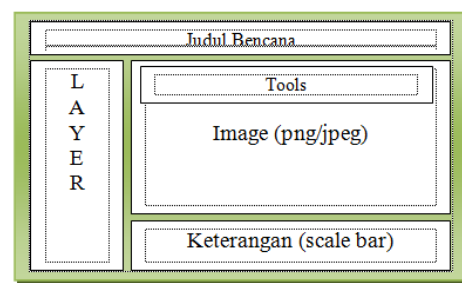 Judul Bencana
L
A
Y
E
R
Tools
Image (png/jpeg)
Keterangan (scale bar)